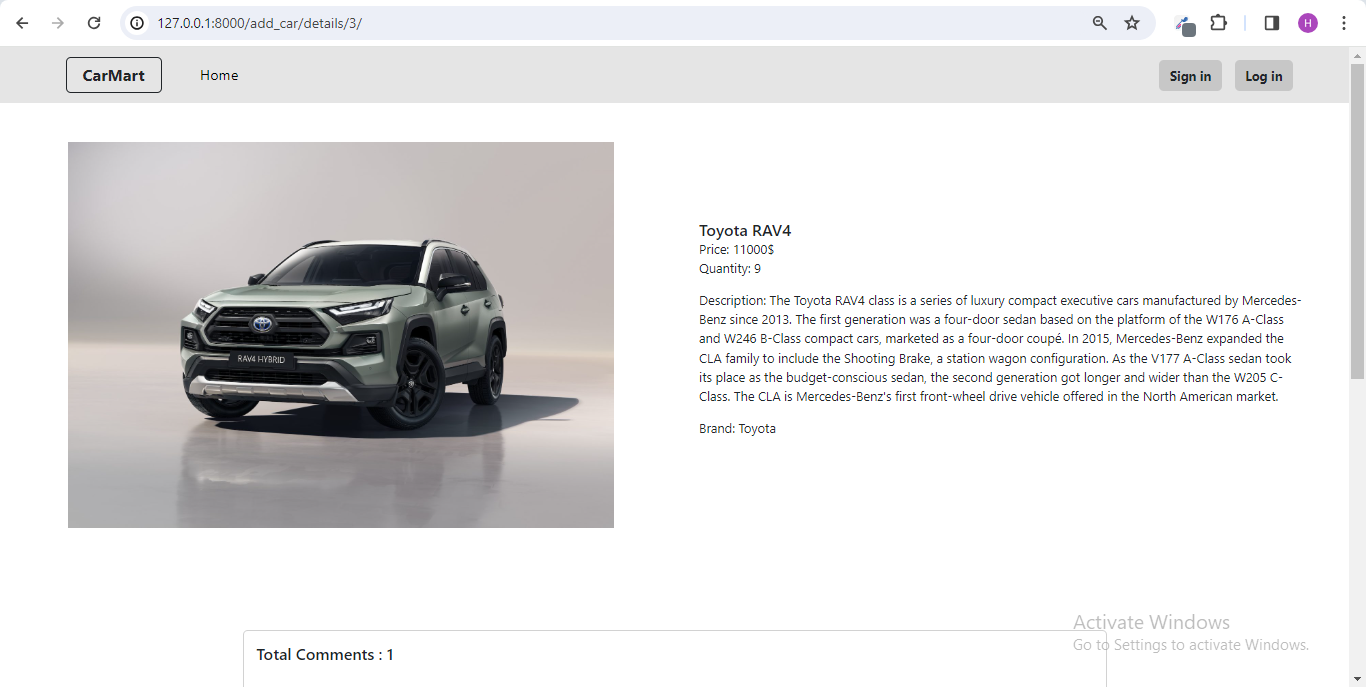 127.0.0.1:8000/add_car/details/3/
H
CarMart
Home
Sign in
Log in
RAV4 HYBRID
Toyota RAV4
Price: 11000$
Quantity: 9
Description: The Toyota RAV4 class is a series of luxury compact executive cars manufactured by Mercedes-
Benz since 2013. The first generation was a four-door sedan based on the platform of the W176 A-Class
and W246 B-Class compact cars, marketed as a four-door coupé. In 2015, Mercedes-Benz expanded the
CLA family to include the Shooting Brake, a station wagon configuration. As the V177 A-Class sedan took
its place as the budget-conscious sedan, the second generation got longer and wider than the W205 C-
Class. The CLA is Mercedes-Benz's first front-wheel drive vehicle offered in the North American market.
Brand: Toyota
Activate Windows
Go to Settings to activate Windows.
Total Comments : 1